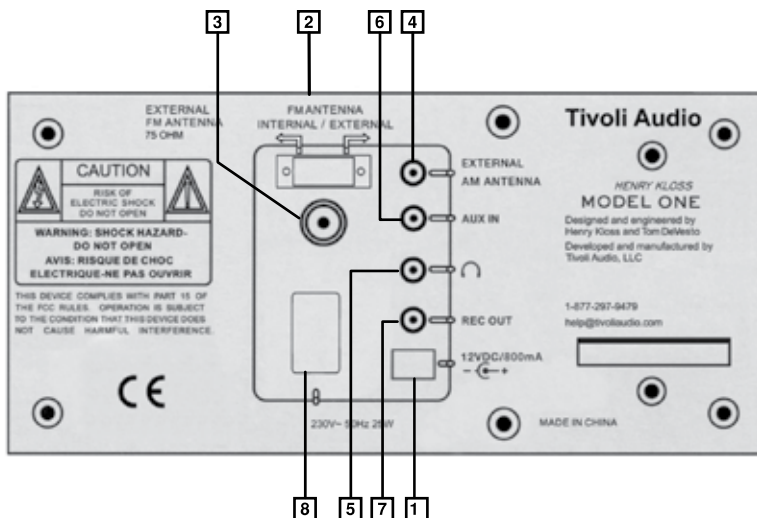 3
2
6
4
EXTERNAL
FM ANTENNA
75 OHM
FM ANTENNA
INTERNAL / EXTERNAL
CAUTION
RISK OF
ELECTRIC SHOCK
DO NOT OPEN
WARNING: SHOCK HAZARD-
DO NOT OPEN
AVIS: RISQUE DE CHOC
ELECTRIQUE-NE PAS OUVRIR
THIS DEVICE COMPLIES WITH PART 15 OF
THE FCC RULES. OPERATION IS SUBJECT
TO THE CONDITION THAT THIS DEVICE DOES
NOT CAUSE HARMFUL INTERFERENCE.
CE
EXTERNAL
AM ANTENNA
AUX IN
REC OUT
12VDC/800mA
- +
230V~ 50Hz 25W
Tivoli Audio
HENRY KLOSS
MODEL ONE
Designed and engineered by
Henry Kloss and Tom DeVesto
Developed and manufactured by
Tivoli Audio, LLC
1-877-297-9479
help@tivoliaudio.com
MADE IN CHINA
8
5
7
1